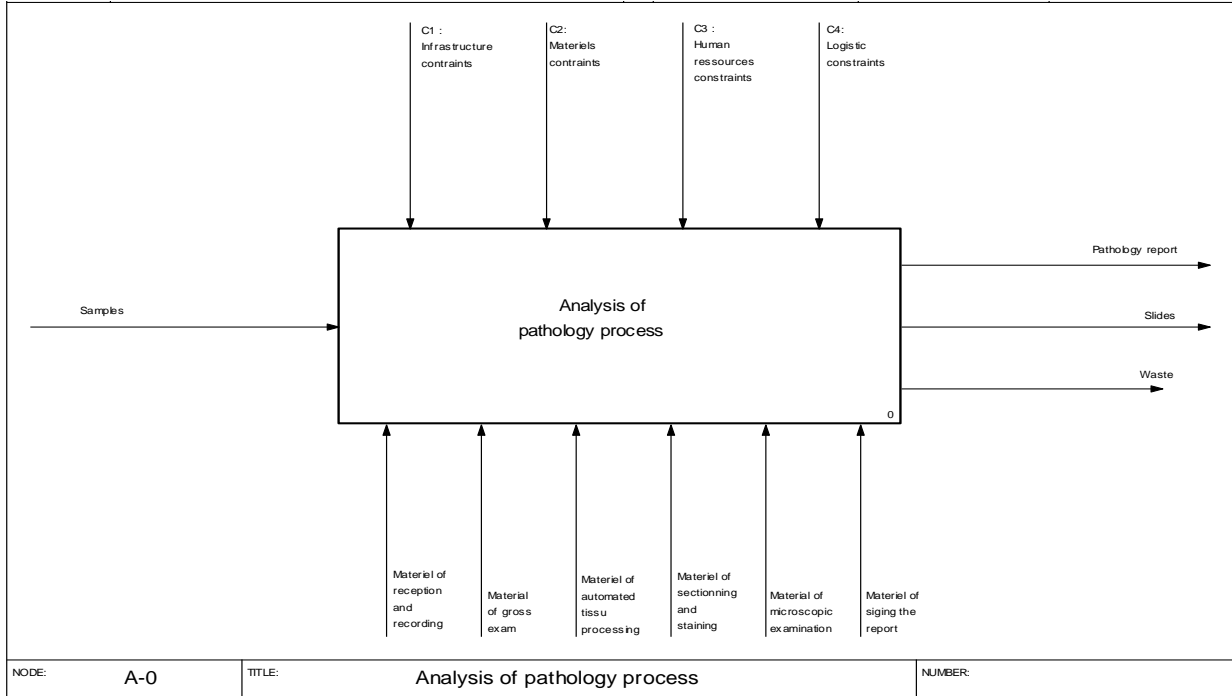 C1 :
Infrastructure
contraints
C2:
Materiels
contraints
C3 :
Human
ressources
constraints
C4:
Logistic
constraints
Samples
Analysis of
pathology process
0
Pathology report
Slides
Waste
Materiel of
reception
and
recording
Material
of gross
exam
Materiel of
automated
tissu
processing
Materiel of
sectionning
and
staining
Material of
microscopic
examination
Materiel of
siging the
report
NODE:
A-0
TITLE:
Analysis of pathology process
NUMBER: